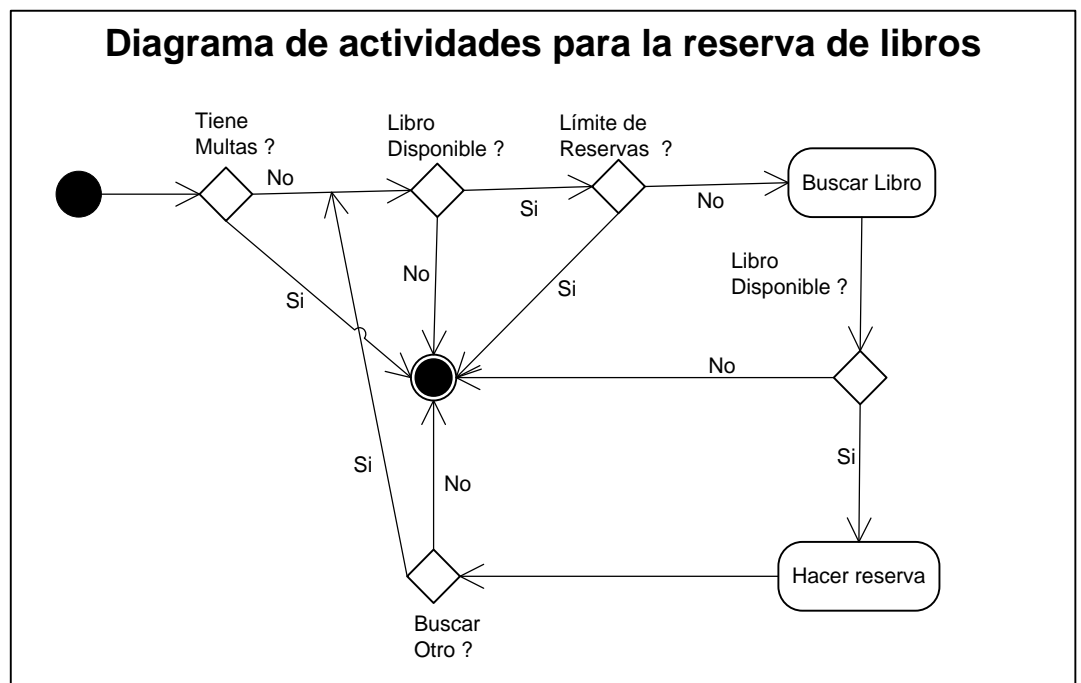 Diagrama de actividades para la reserva de libros
Tiene
Multas ?
Libro
Disponible ?
Límite de
Reservas ?
No
Si
No
Buscar Libro
Si
No
Si
Libro
Disponible ?
No
Si
Si
No
Hacer reserva
Buscar
Otro ?